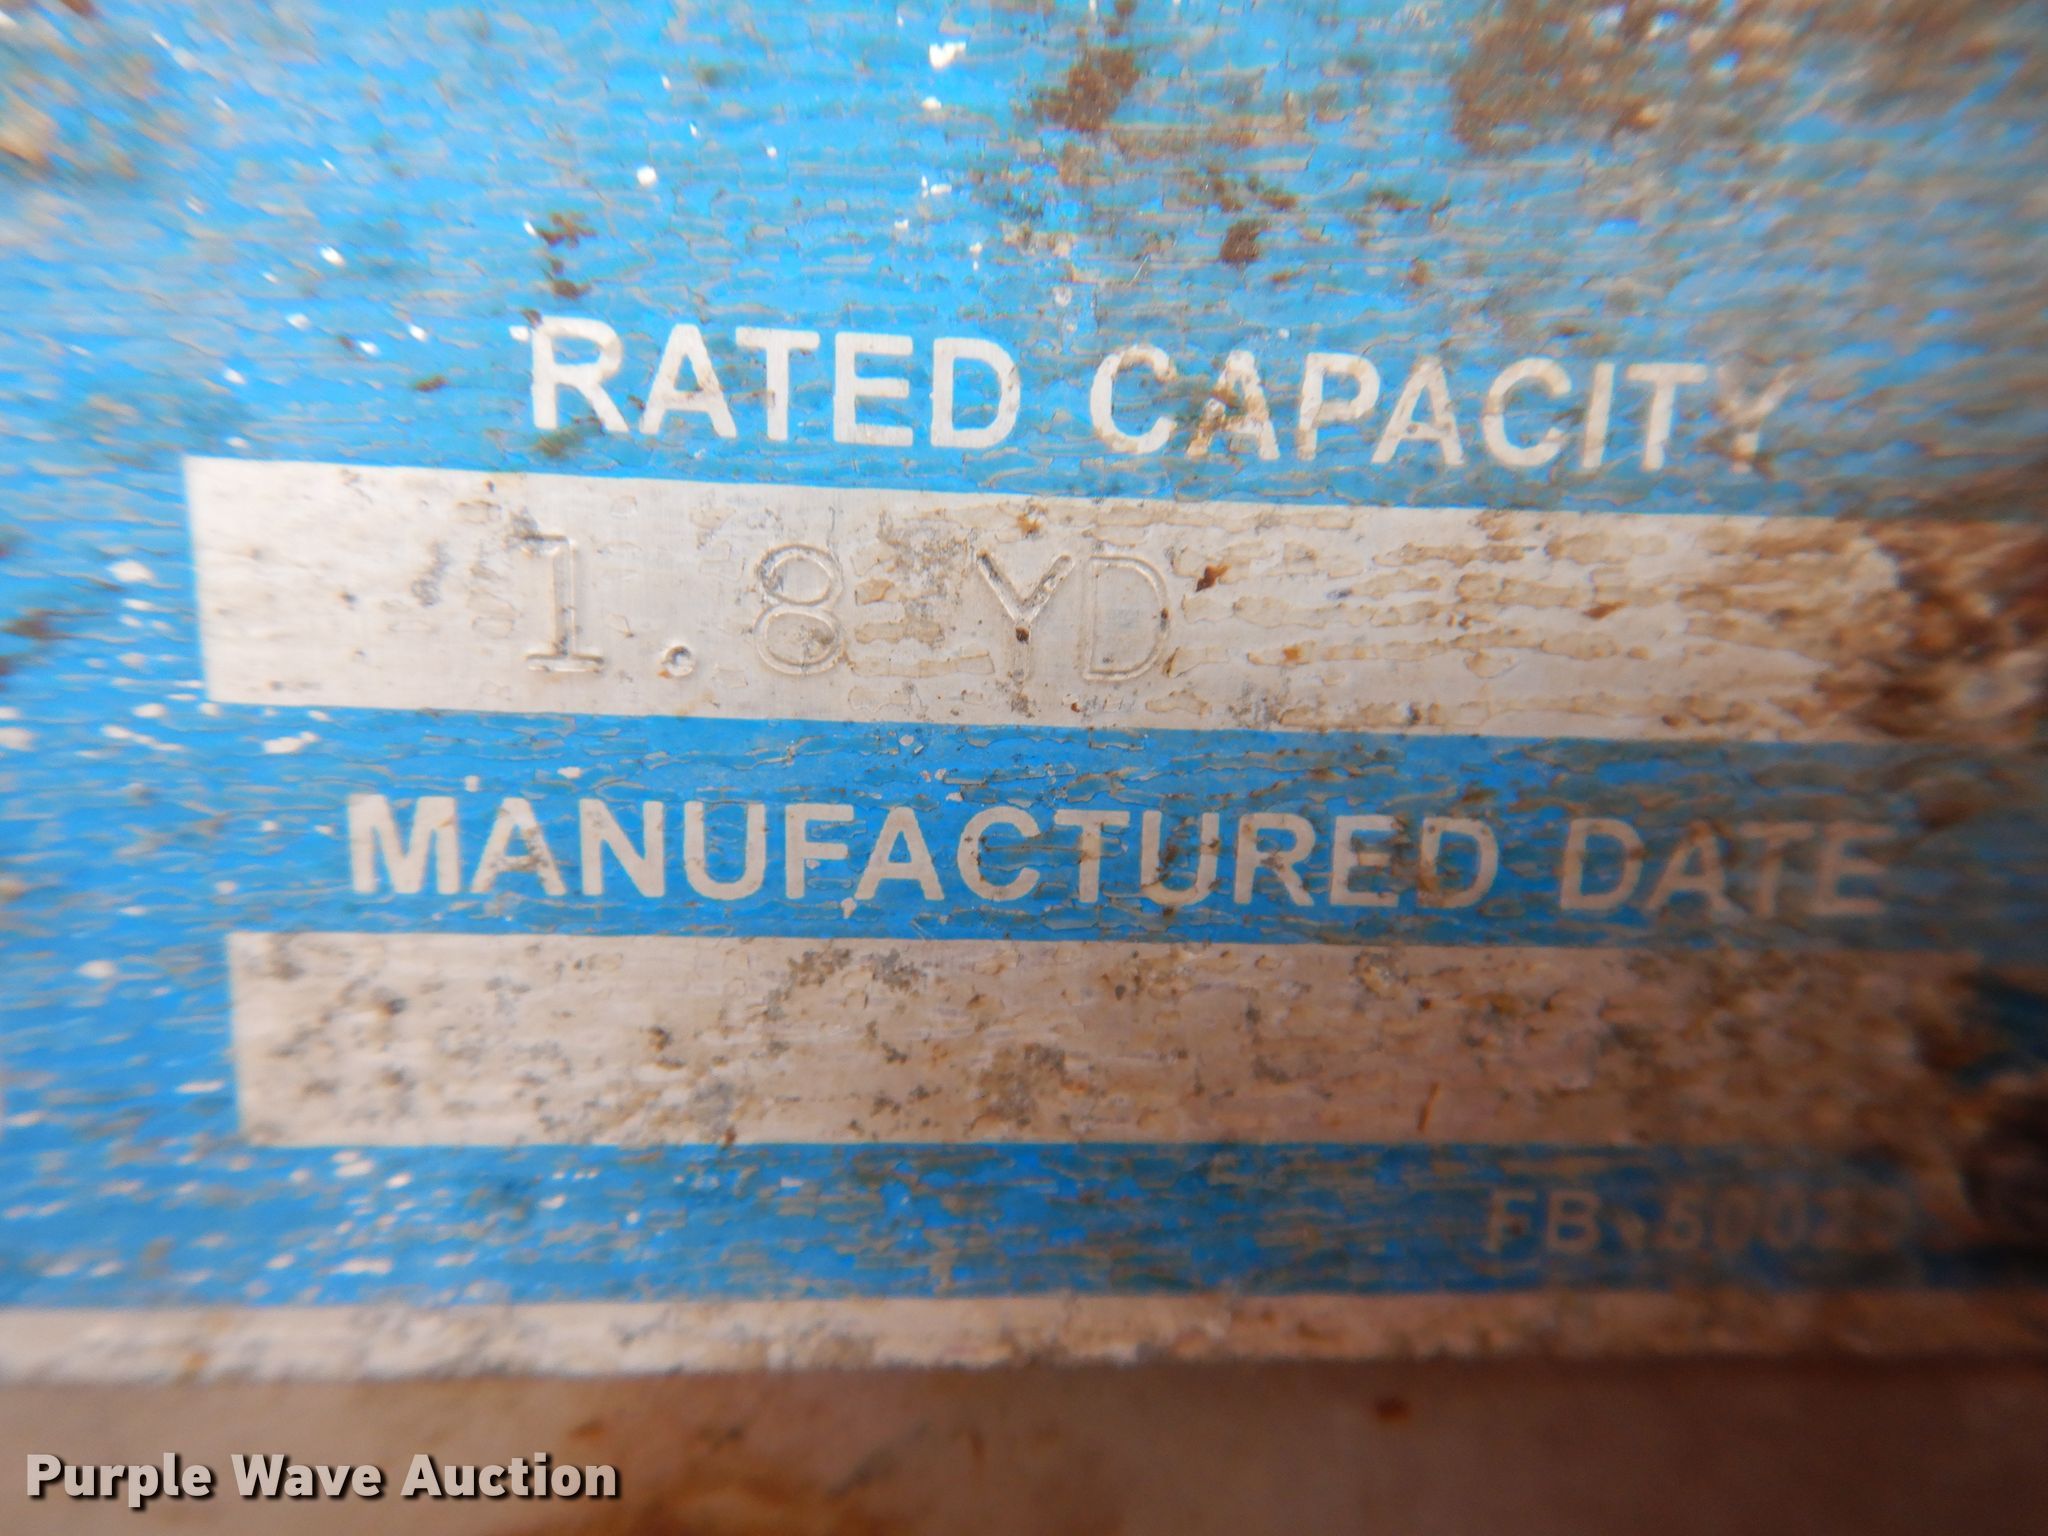 RATED CAPACITY
1.8 YD
MANUFACTURED DATE
Purple Wave Auction